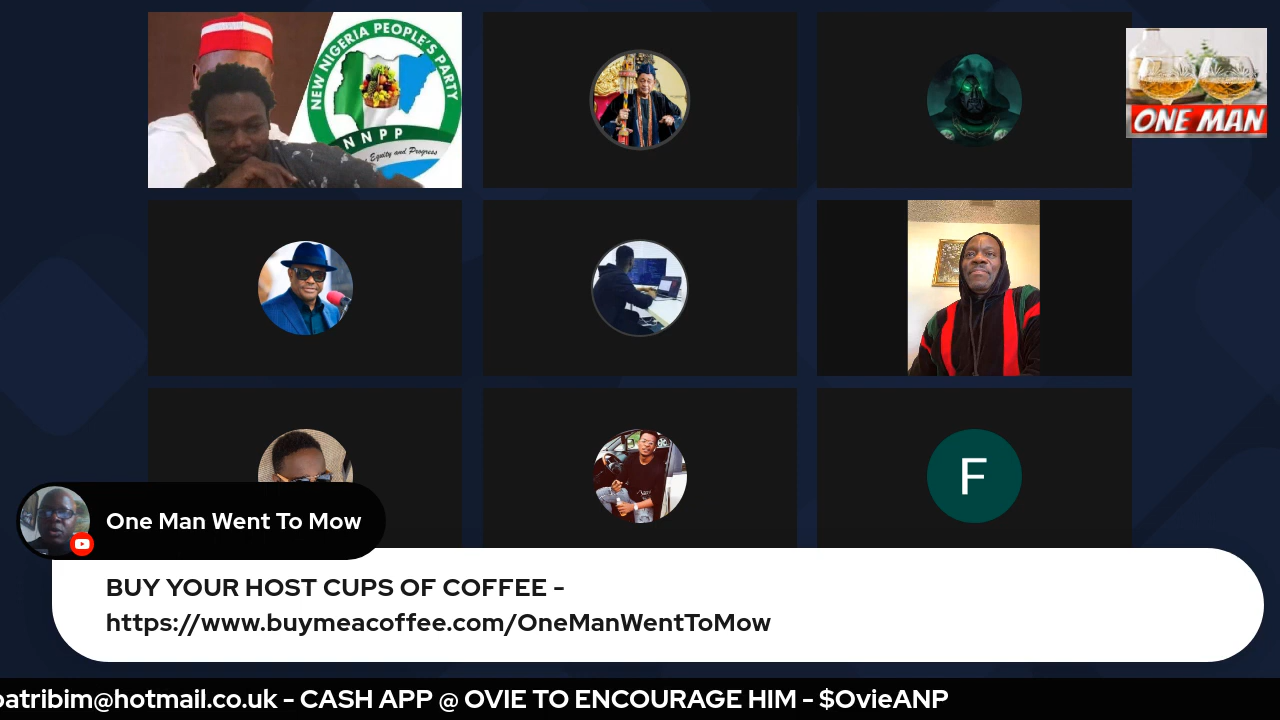 NEW NIGERIA PEOPLE'S PARTY
NNPP
Equity and Progress
ONE MAN
F
One Man Went To Mow
BUY YOUR HOST CUPS OF COFFEE -
https://www.buymeacoffee.com/OneManWentToMow
patribim@hotmail.co.uk - CASH APP @ OVIE TO ENCOURAGE HIM - $OvieANP